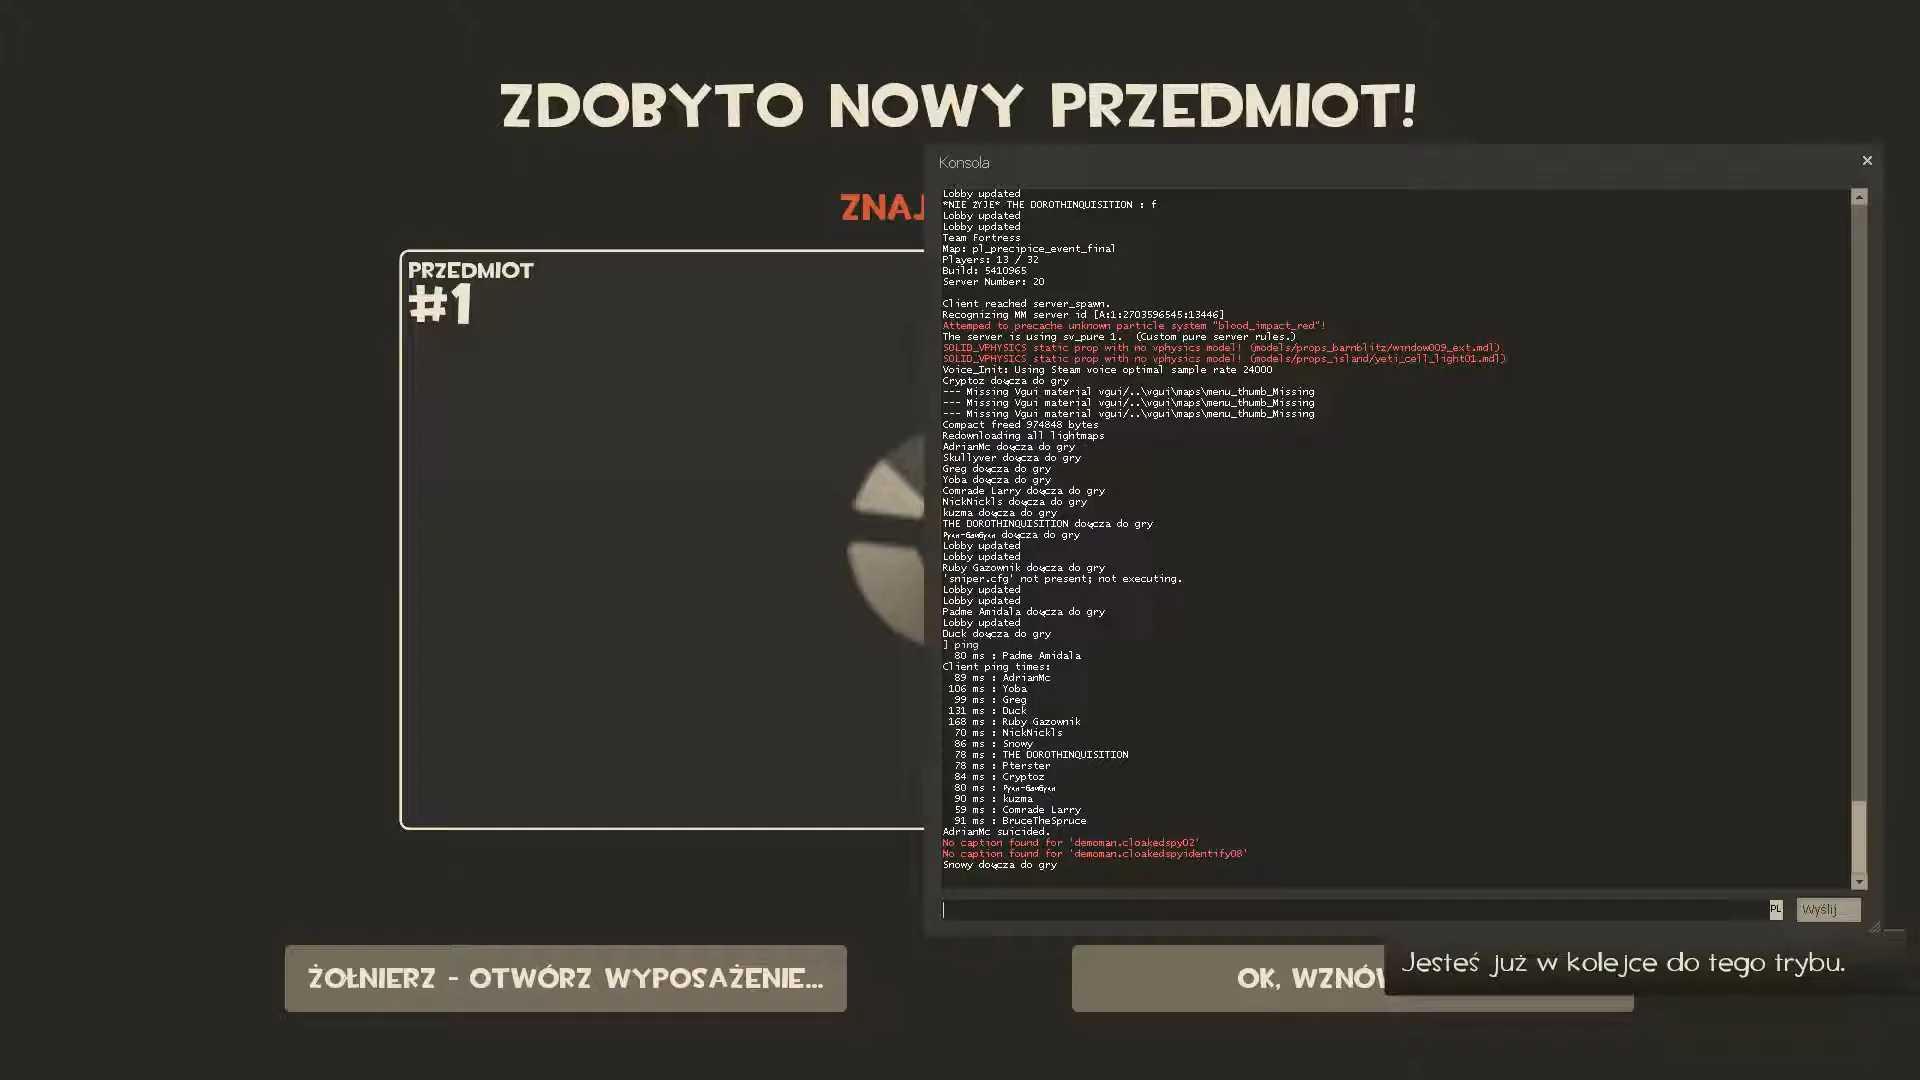 ZDOBYTO NOWY PRZEDMIOT!
Konsola
ZNAJ
PRZEDMIOT
#1
Lobby updated
*NIE ŻYJE* THE DOROTHINQUISITION : f
Lobby updated
Lobby updated
Team Fortress
Map: pl_precipice_event_final
Players: 13 / 32
Build: 5410965
Server Number: 20
Client reached server_spawn.
Recognizing MM server id [A:1:2703596545:13446]
Attemped to precache unknown particle system "blood_impact_red"!
The server is using sv_pure 1.  (Custom pure server rules.)
SOLID_VPHYSICS static prop with no vphysics model! (models/props_barnblitz/window009_ext.mdl)
SOLID_VPHYSICS static prop with no vphysics model! (models/props_island/yeti_cell_light01.mdl)
Voice_Init: Using Steam voice optimal sample rate 24000
Cryptoz dołącza do gry
--- Missing Vgui material vgui/..\vgui\maps\menu_thumb_Missing
--- Missing Vgui material vgui/..\vgui\maps\menu_thumb_Missing
--- Missing Vgui material vgui/..\vgui\maps\menu_thumb_Missing
Compact freed 974848 bytes
Redownloading all lightmaps
AdrianMc dołącza do gry
Skullyver dołącza do gry
Greg dołącza do gry
Yoba dołącza do gry
Comrade Larry dołącza do gry
NickNickls dołącza do gry
kuzma dołącza do gry
THE DOROTHINQUISITION dołącza do gry
dołącza do gry
Lobby updated
Lobby updated
Ruby Gazownik dołącza do gry
'sniper.cfg' not present; not executing.
Lobby updated
Lobby updated
Padme Amidala dołącza do gry
Lobby updated
Duck dołącza do gry
] ping
80 ms : Padme Amidala
Client ping times:
89 ms : AdrianMc
106 ms : Yoba
99 ms : Greg
131 ms : Duck
168 ms : Ruby Gazownik
70 ms : NickNickls
86 ms : Snowy
78 ms : THE DOROTHINQUISITION
78 ms : Pterster
84 ms : Cryptoz
80 ms :
90 ms : kuzma
59 ms : Comrade Larry
91 ms : BruceTheSpruce
AdrianMc suicided.
No caption found for 'demoman.cloakedspy02'
No caption found for 'demoman.cloakedspyidentify08'
Snowy dołącza do gry
PL
Wyślij...
ŻOŁNIERZ - OTWÓRZ WYPOSAŻENIE...
OK, WZNÓW
Jesteś już w kolejce do tego trybu.